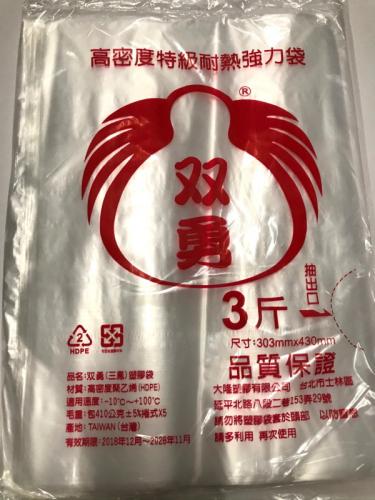 高密度特級耐熱強力袋
®
双勇
3斤
抽出口
尺寸:303mmx430mm
品質保證
2
HDPE
品名:双勇(三鳳)塑膠袋
材質:高密度聚乙烯(HDPE)
適用溫度:-10℃~+100℃
毛重:包410公克±5%捲式X5
產地:TAIWAN(台灣)
有效期限:2018年12月~2028年11月
大隆塑膠有限公司 台北市士林區
延平北路八段二巷153弄29號
請勿將塑膠袋套於頭部 以防窒息
請多利用 再次使用